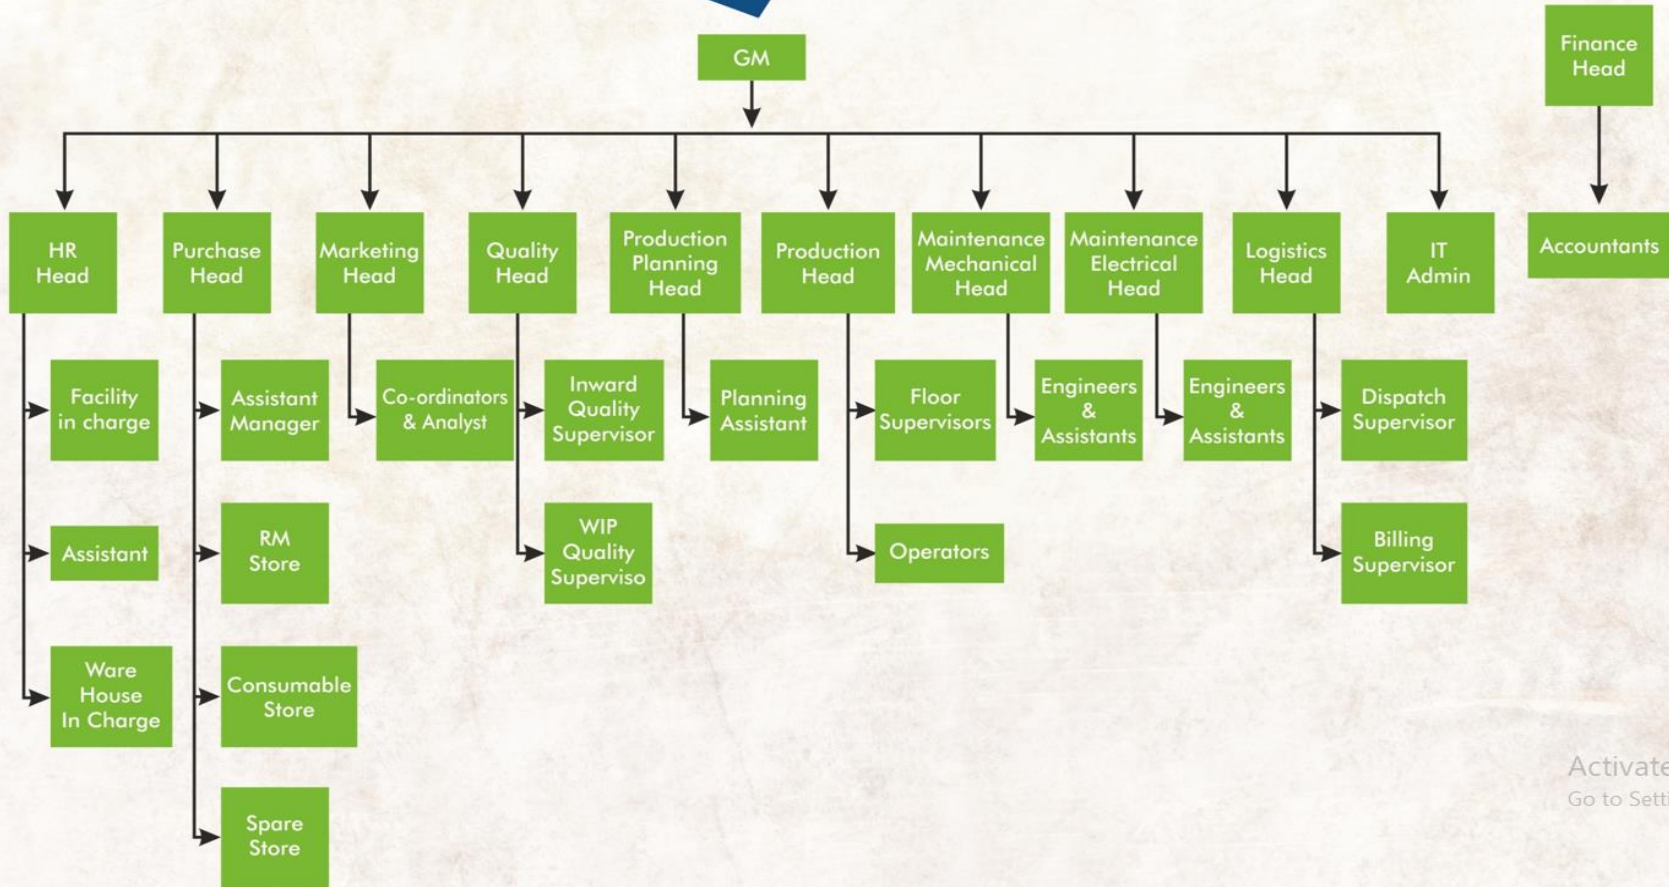 GM
Finance
Head
HR
Head
Purchase
Head
Marketing
Head
Quality
Head
Production
Planning
Head
Production
Head
Maintenance
Mechanical
Head
Maintenance
Electrical
Head
Logistics
Head
IT
Admin
Accountants
Facility
in charge
Assistant
Manager
Co-ordinators
& Analyst
Inward
Quality
Supervisor
Planning
Assistant
Floor
Supervisors
Engineers
&
Assistants
Engineers
&
Assistants
Dispatch
Supervisor
Assistant
RM
Store
WIP
Quality
Superviso
Operators
Billing
Supervisor
Ware
House
In Charge
Consumable
Store
Spare
Store
Activate
Go to Setti